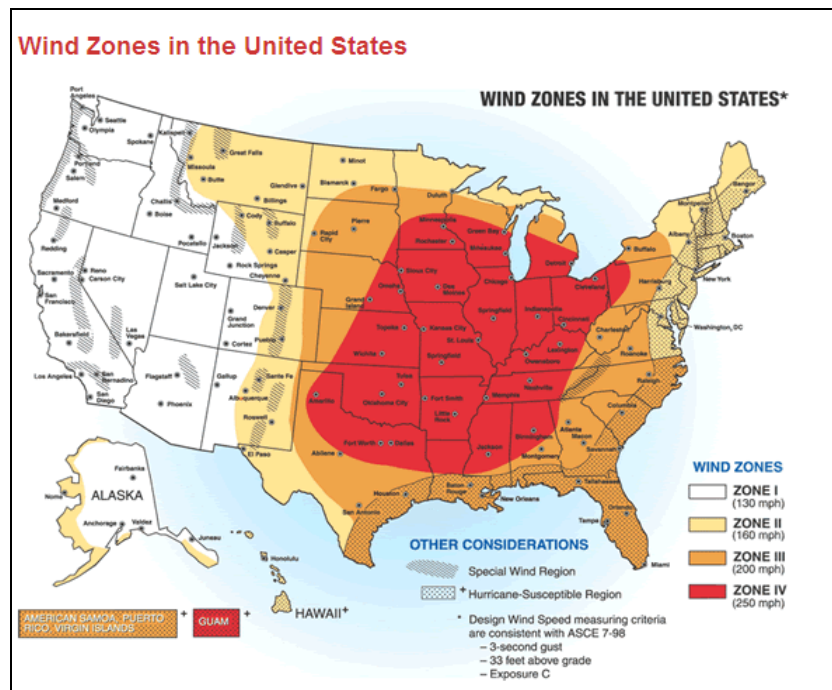 Wind Zones in the United States
WIND ZONES IN THE UNITED STATES*
Port
Angeles
Seattle
Olympia
Spokane
Kalispell
Great Falls
Portland
Salem
Missoula
Butte
Glendive
Billings
Minot
Bismarck
Fargo
Duluth
Medford
Challis
Boise
Cody
Buffalo
Pierre
Rapid
City
Minneapolis
Rochester
Green Bay
Milwaukee
Montpelier
Bangor
Albany
Boston
Buffalo
Redding
Pocatello
Jackson
Casper
Rock Springs
Cheyenne
Sioux City
Omaha
Des
Moines
Chicago
Detroit
Cleveland
Harrisburg
New York
Sacramento
San
Francisco
Reno
Carson City
Salt Lake City
Grand
Junction
Cortez
Denver
Pueblo
Grand
Island
Topeka
Kansas City
St. Louis
Springfield
Indianapolis
Cincinnati
Charleston
Roanoke
Washington, DC
Bakersfield
Las
Vegas
Wichita
Springfield
Owensboro
Lexington
Raleigh
Los Angeles
San
Bernadino
San
Diego
Flagstaff
Phoenix
Gallup
Santa Fe
Albuquerque
Roswell
El Paso
Amarillo
Tulsa
Oklahoma City
Fort Smith
Little
Rock
Memphis
Nashville
Columbia
Atlanta
Macon
Savannah
Birmingham
Montgomery
Jackson
Fort Worth
Dallas
Abilene
Houston
San Antonio
Baton
Rouge
New Orleans
Tallahassee
Orlando
Tampa
Miami
Fairbanks
ALASKA
Nome
Anchorage
Valdez
Juneau
Honolulu
HAWAII+
AMERICAN SAMOA, PUERTO
RICO, VIRGIN ISLANDS
+
GUAM
+
OTHER CONSIDERATIONS
Special Wind Region
+ Hurricane-Susceptible Region
* Design Wind Speed measuring criteria
are consistent with ASCE 7-98
– 3-second gust
– 33 feet above grade
– Exposure C
WIND ZONES
ZONE I
(130 mph)
ZONE II
(160 mph)
ZONE III
(200 mph)
ZONE IV
(250 mph)